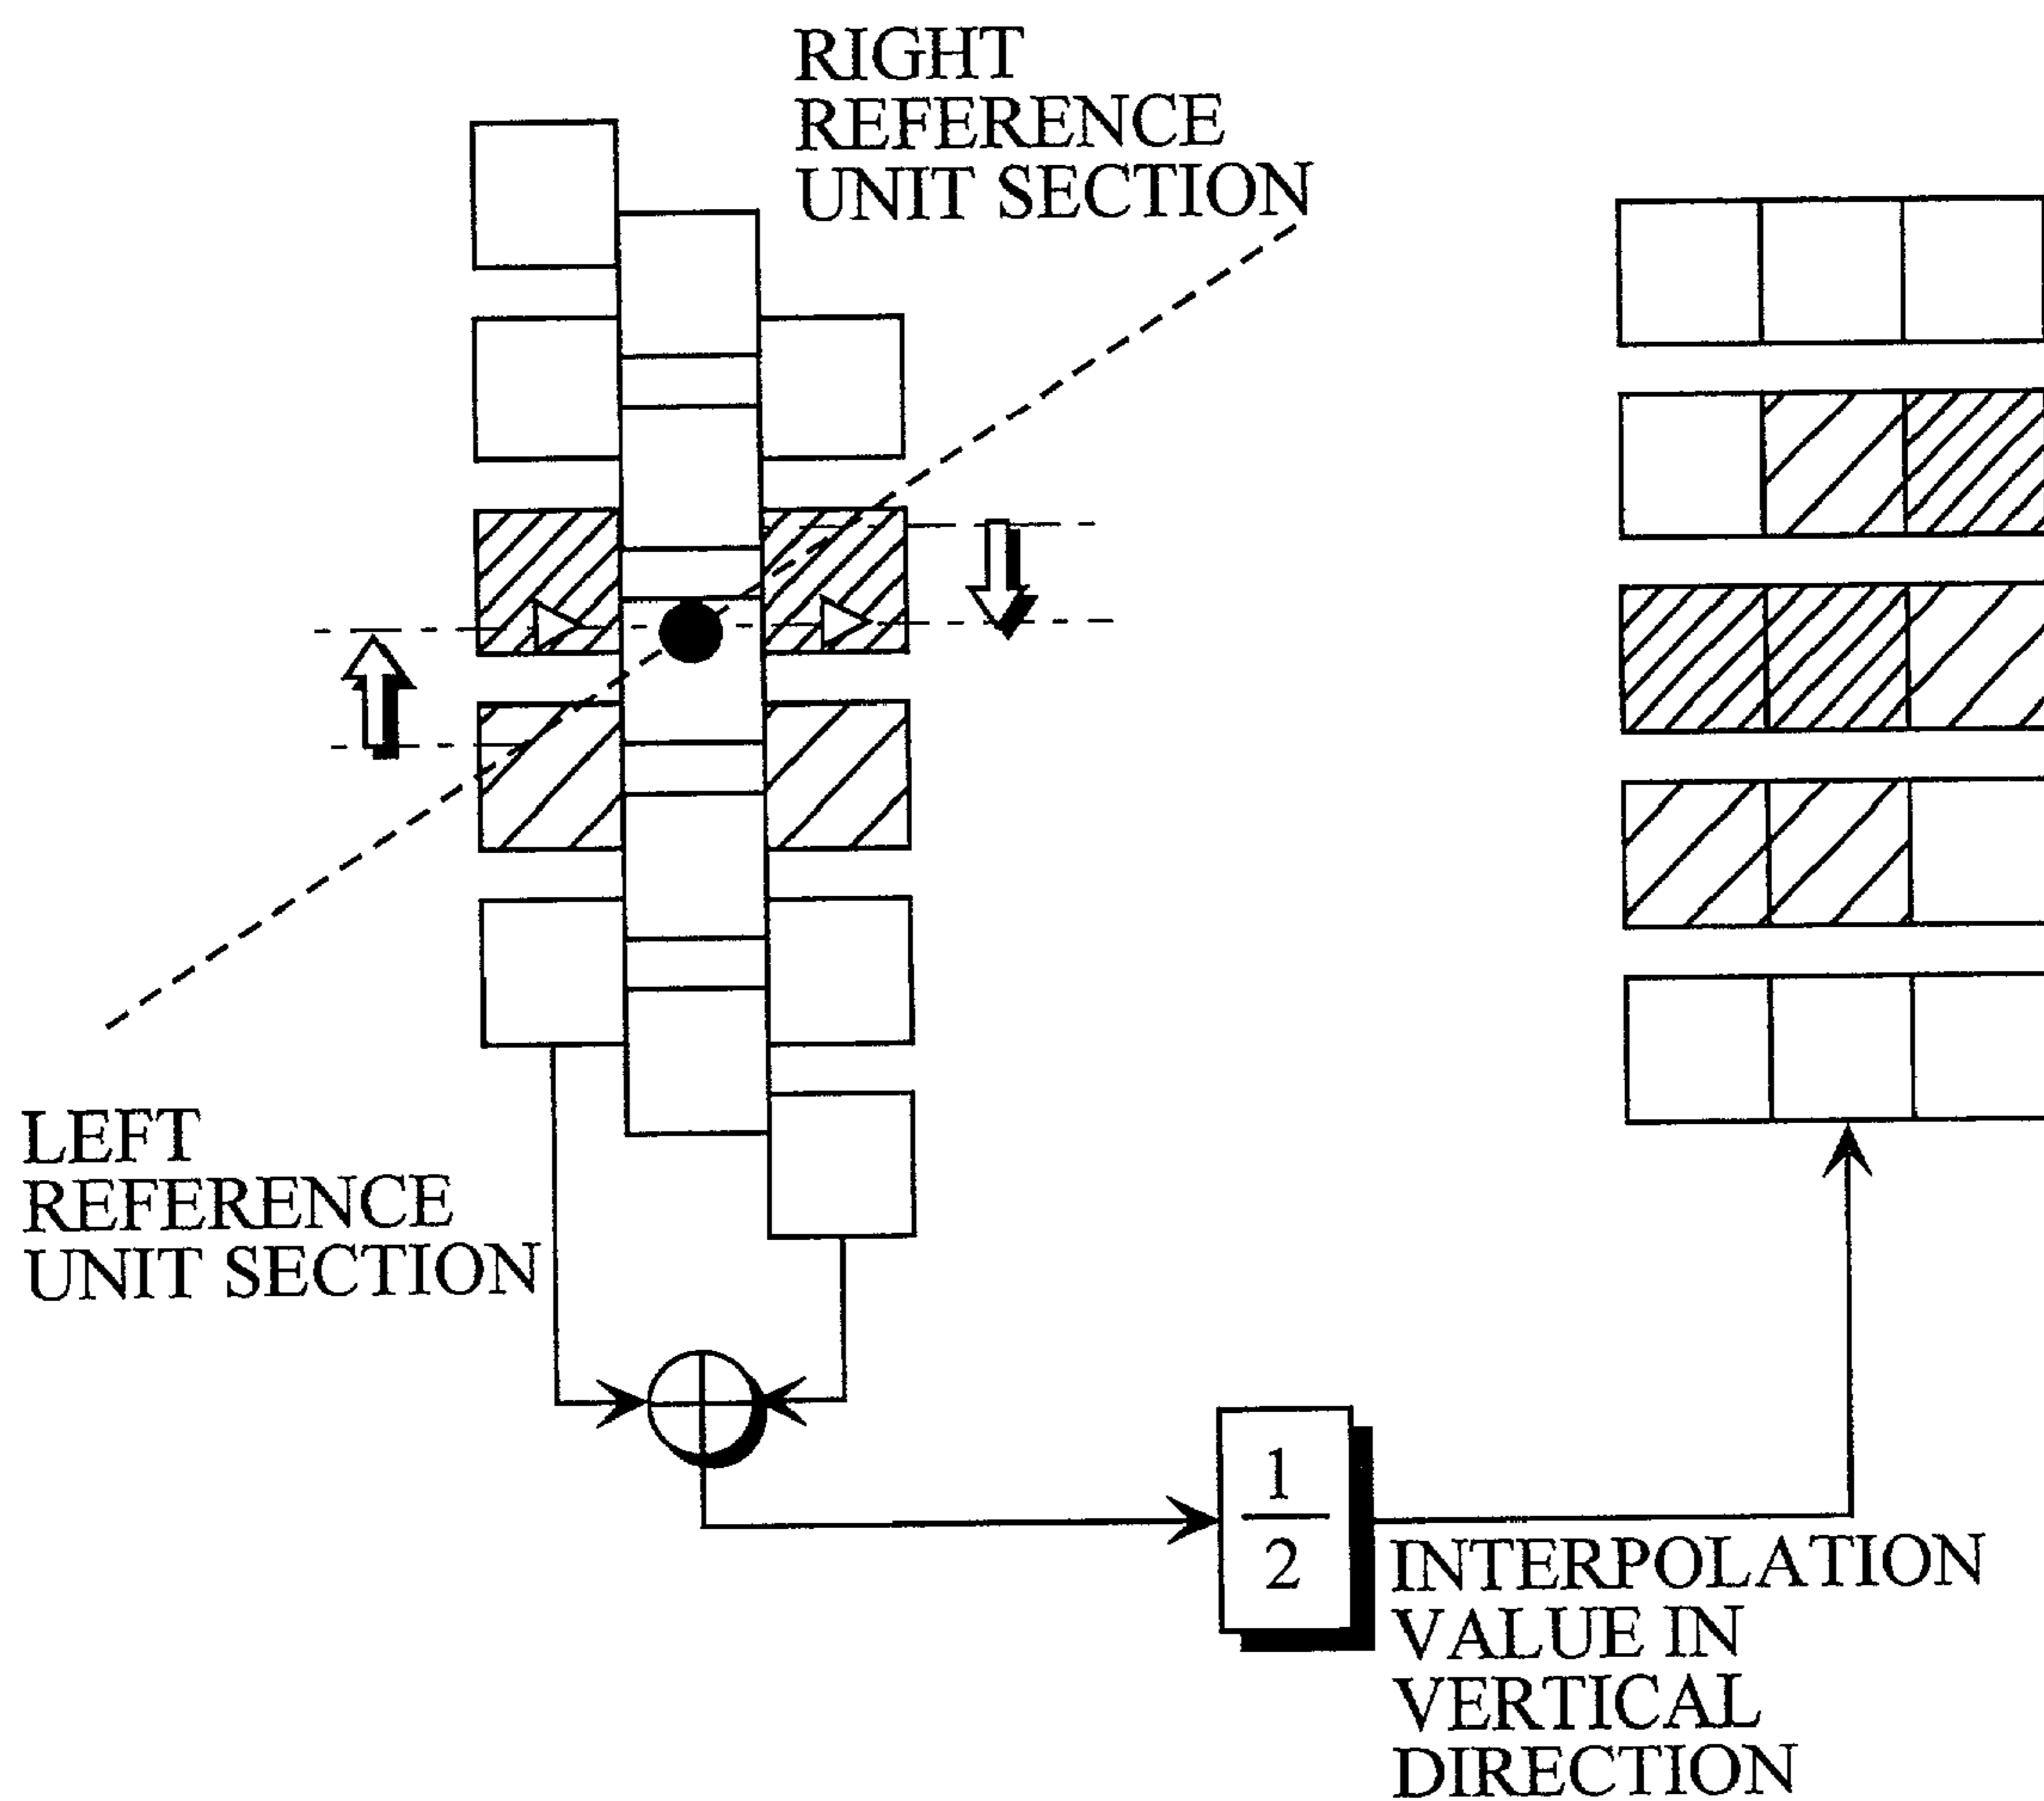 RIGHT
REFERENCE
UNIT SECTION
LEFT
REFERENCE
UNIT SECTION
1
2
INTERPOLATION
VALUE IN
VERTICAL
DIRECTION